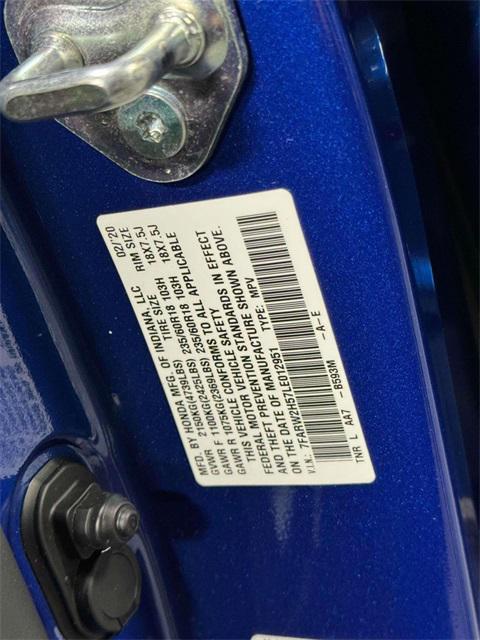 MFD. BY HONDA MFG. OF INDIANA, LLC 02/'20
TIRE SIZE RIM SIZE
GVWR 2150KG(4739LBS) 235/60R18 103H 18X7.5J
GAWR F 1100KG(2425LBS) 235/60R18 103H 18X7.5J
GAWR R 1075KG(2369LBS) 235 TO ALL APPLICABLE
THIS VEHICLE CONFORMS
FEDERAL MOTOR VEHICLE SAFETY STANDARDS IN EFFECT
AND THEFT PREVENTION
ON THE DATE OF MANUFACTURE SHOWN ABOVE.
V.I.N.: 7FARW2H57LE012951 TYPE: MPV
TNR L AA7 -B593M -A-E